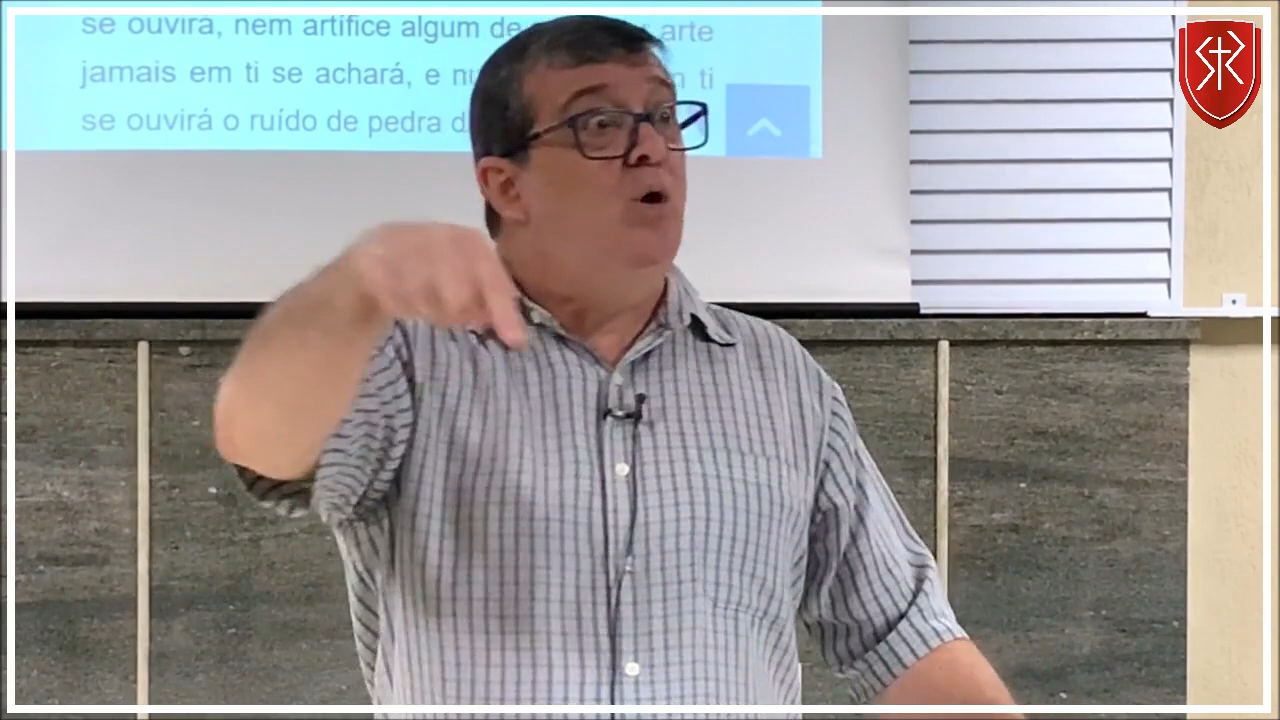 se ouvirá, nem artífice algum de arte
jamais em ti se achará, e ti
se ouvirá o ruído de pedra